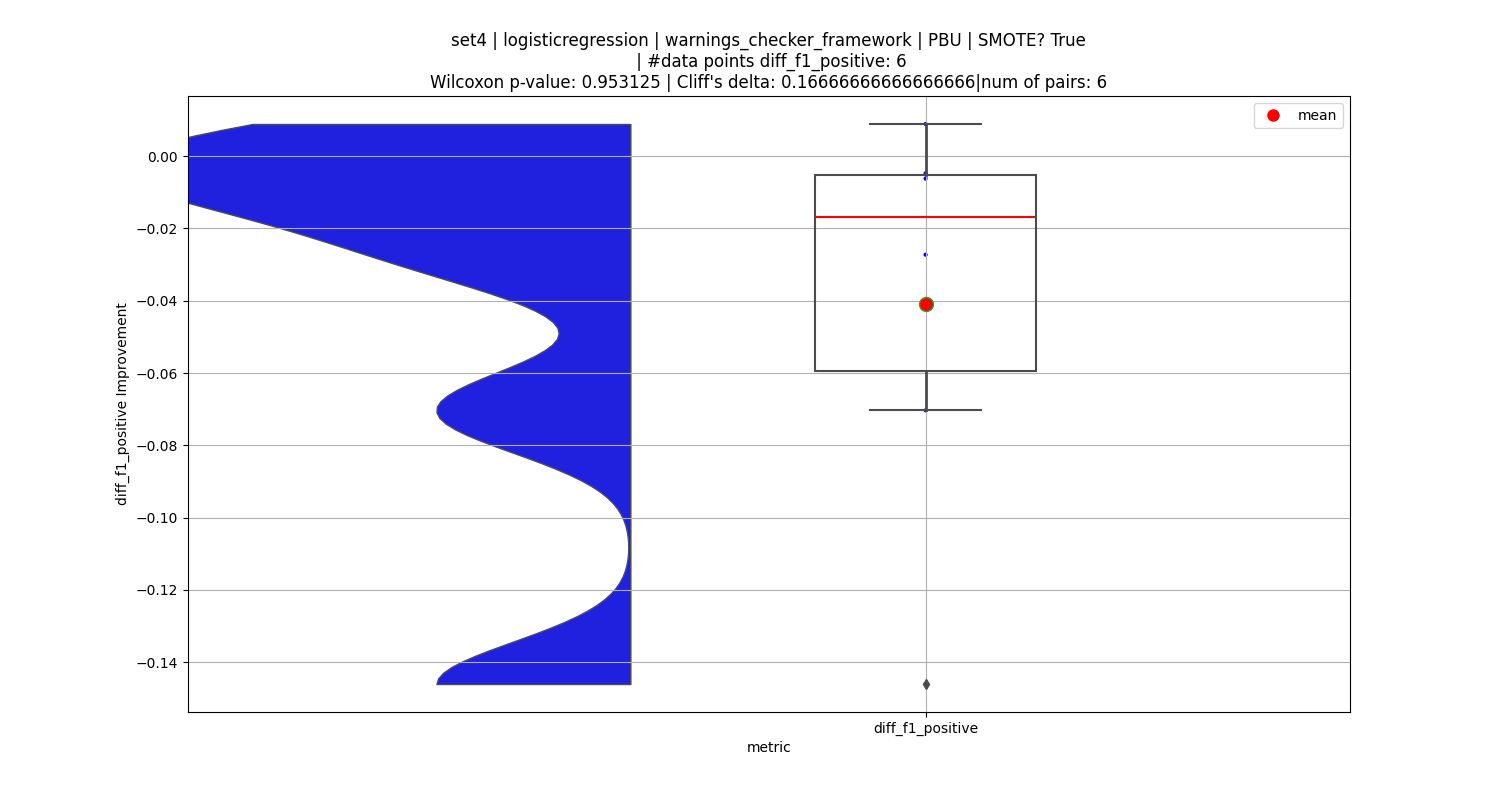 set4 | logisticregression | warnings_checker_framework | PBU | SMOTE? True
| #data points diff_f1_positive: 6
Wilcoxon p-value: 0.953125 | Cliff's delta: 0.16666666666666666|num of pairs: 6
mean
0.00
−0.02
−0.04
−0.06
−0.08
−0.10
−0.12
−0.14
diff_f1_positive Improvement
diff_f1_positive
metric